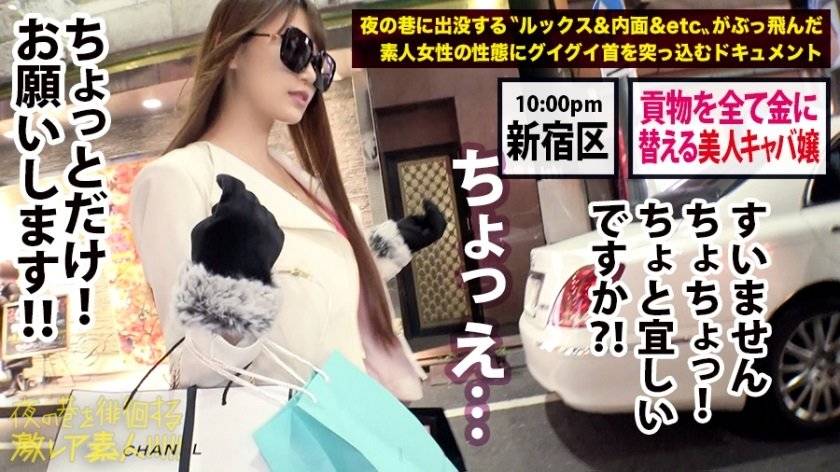 夜の巷に出没する〝ルックス&内面&etc〟がぶっ飛んだ
素人女性の性態にグイグイ首を突っ込むドキュメント
10:00pm
新宿区
貢物を全て金に
替える美人キャバ嬢
すいません
ちょちょっ!
ちょと宜しい
ですか?!
ちょっえ…
ちょっとだけ!
お願いします!!
夜の巷を徘徊する
激レア素人!!!!!
CHANEL